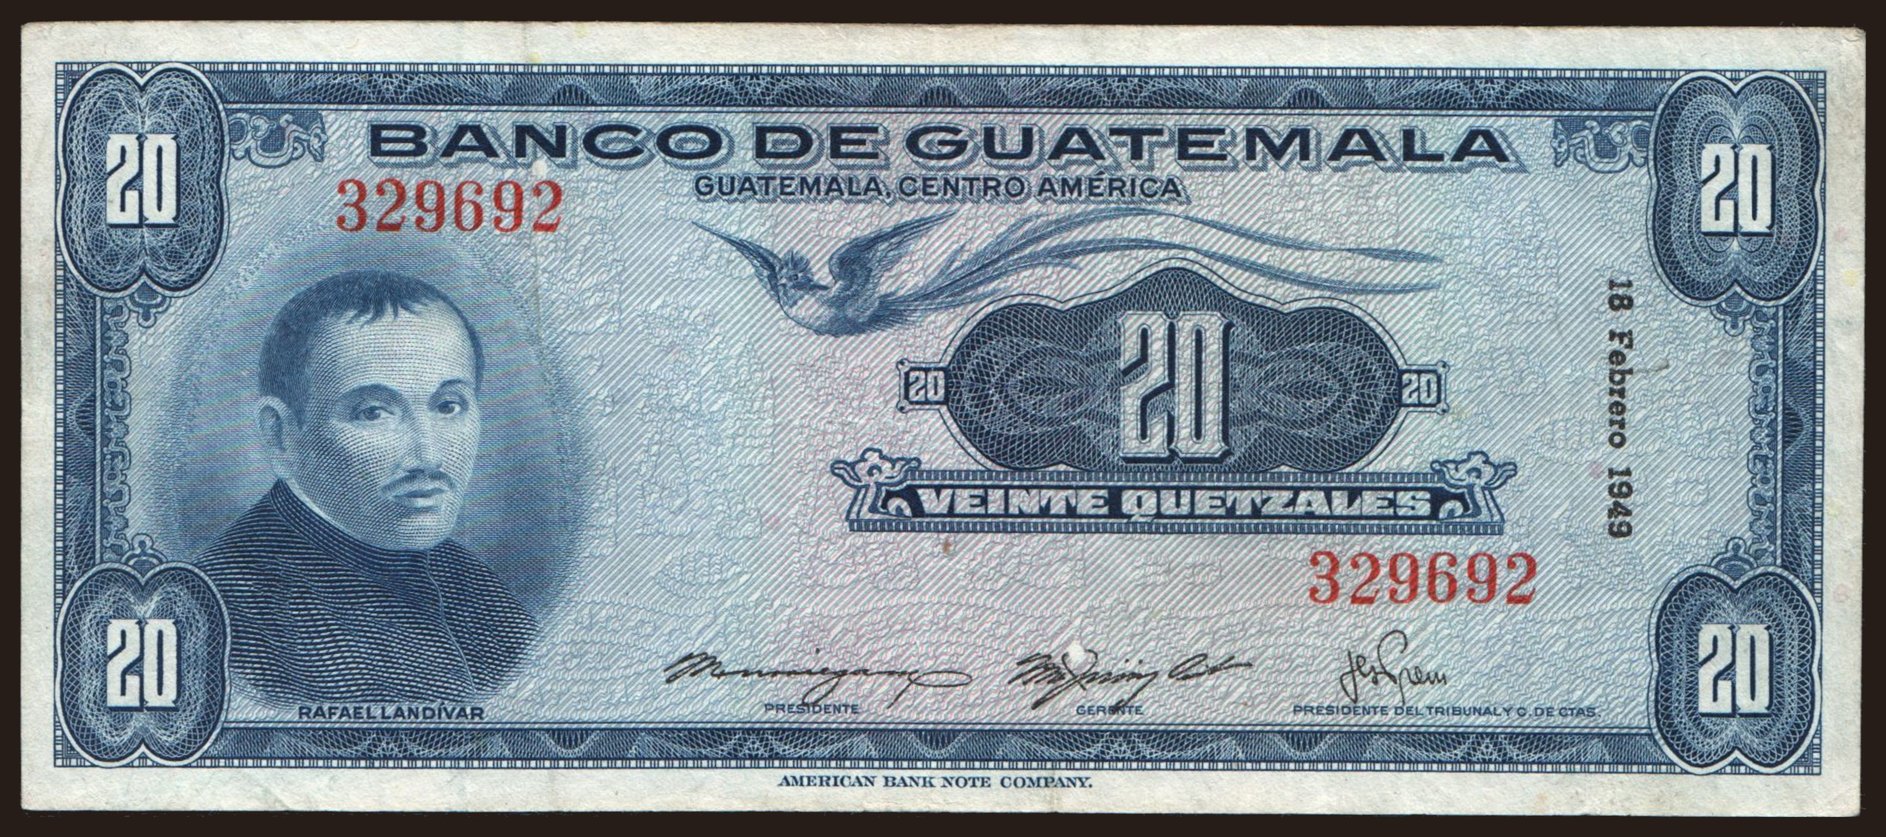 20
20
BANCO DE GUATEMALA
GUATEMALA, CENTRO AMÉRICA
329692
18 Febrero 1949
20
20
20
VEINTE QUETZALES
329692
20
20
RAFAEL LANDÍVAR
PRESIDENTE
GERENTE
PRESIDENTE DEL TRIBUNAL Y C. DE CTAS.
AMERICAN BANK NOTE COMPANY.